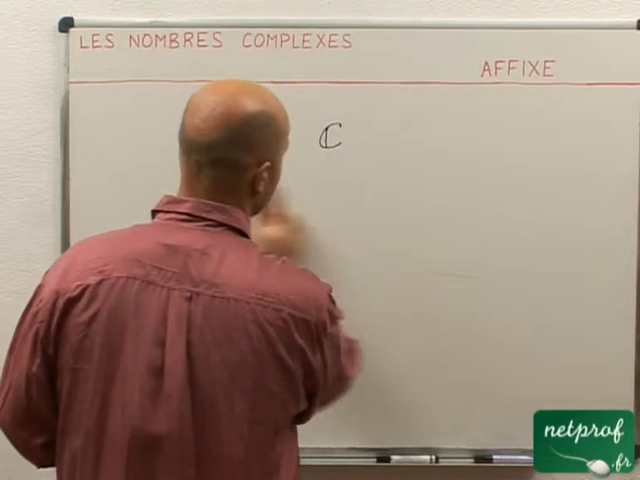 LES NOMBRES COMPLEXES
AFFIXE
ℂ
netprof
.fr